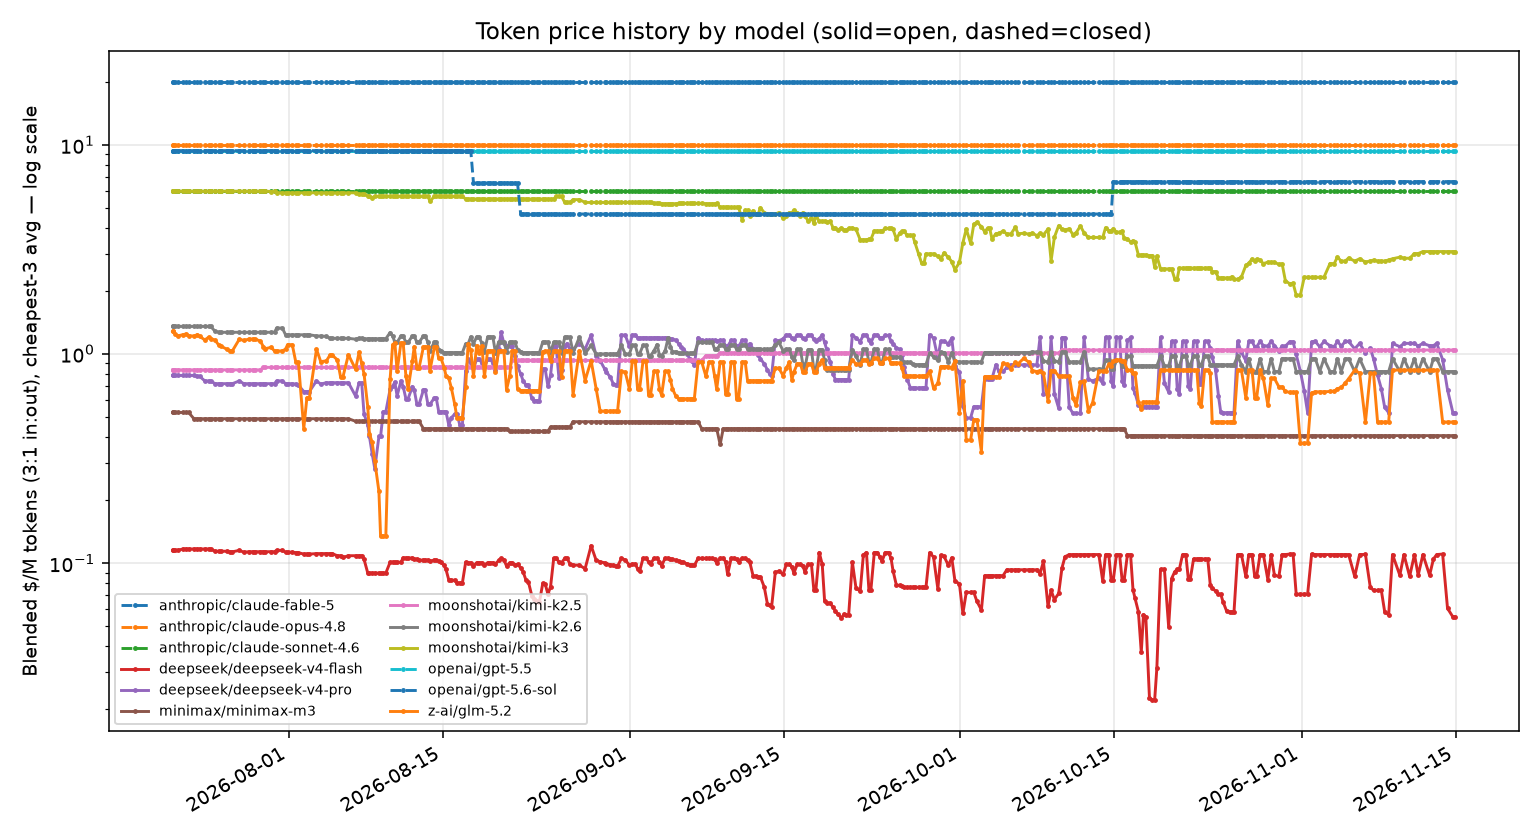 Token price history by model (solid=open, dashed=closed)
Blended $/M tokens (3:1 in:out), cheapest-3 avg — log scale
10¹
10⁰
10⁻¹
anthropic/claude-fable-5
anthropic/claude-opus-4.8
anthropic/claude-sonnet-4.6
deepseek/deepseek-v4-flash
deepseek/deepseek-v4-pro
minimax/minimax-m3
moonshotai/kimi-k2.5
moonshotai/kimi-k2.6
moonshotai/kimi-k3
openai/gpt-5.5
openai/gpt-5.6-sol
z-ai/glm-5.2
2026-08-01
2026-08-15
2026-09-01
2026-09-15
2026-10-01
2026-10-15
2026-11-01
2026-11-15